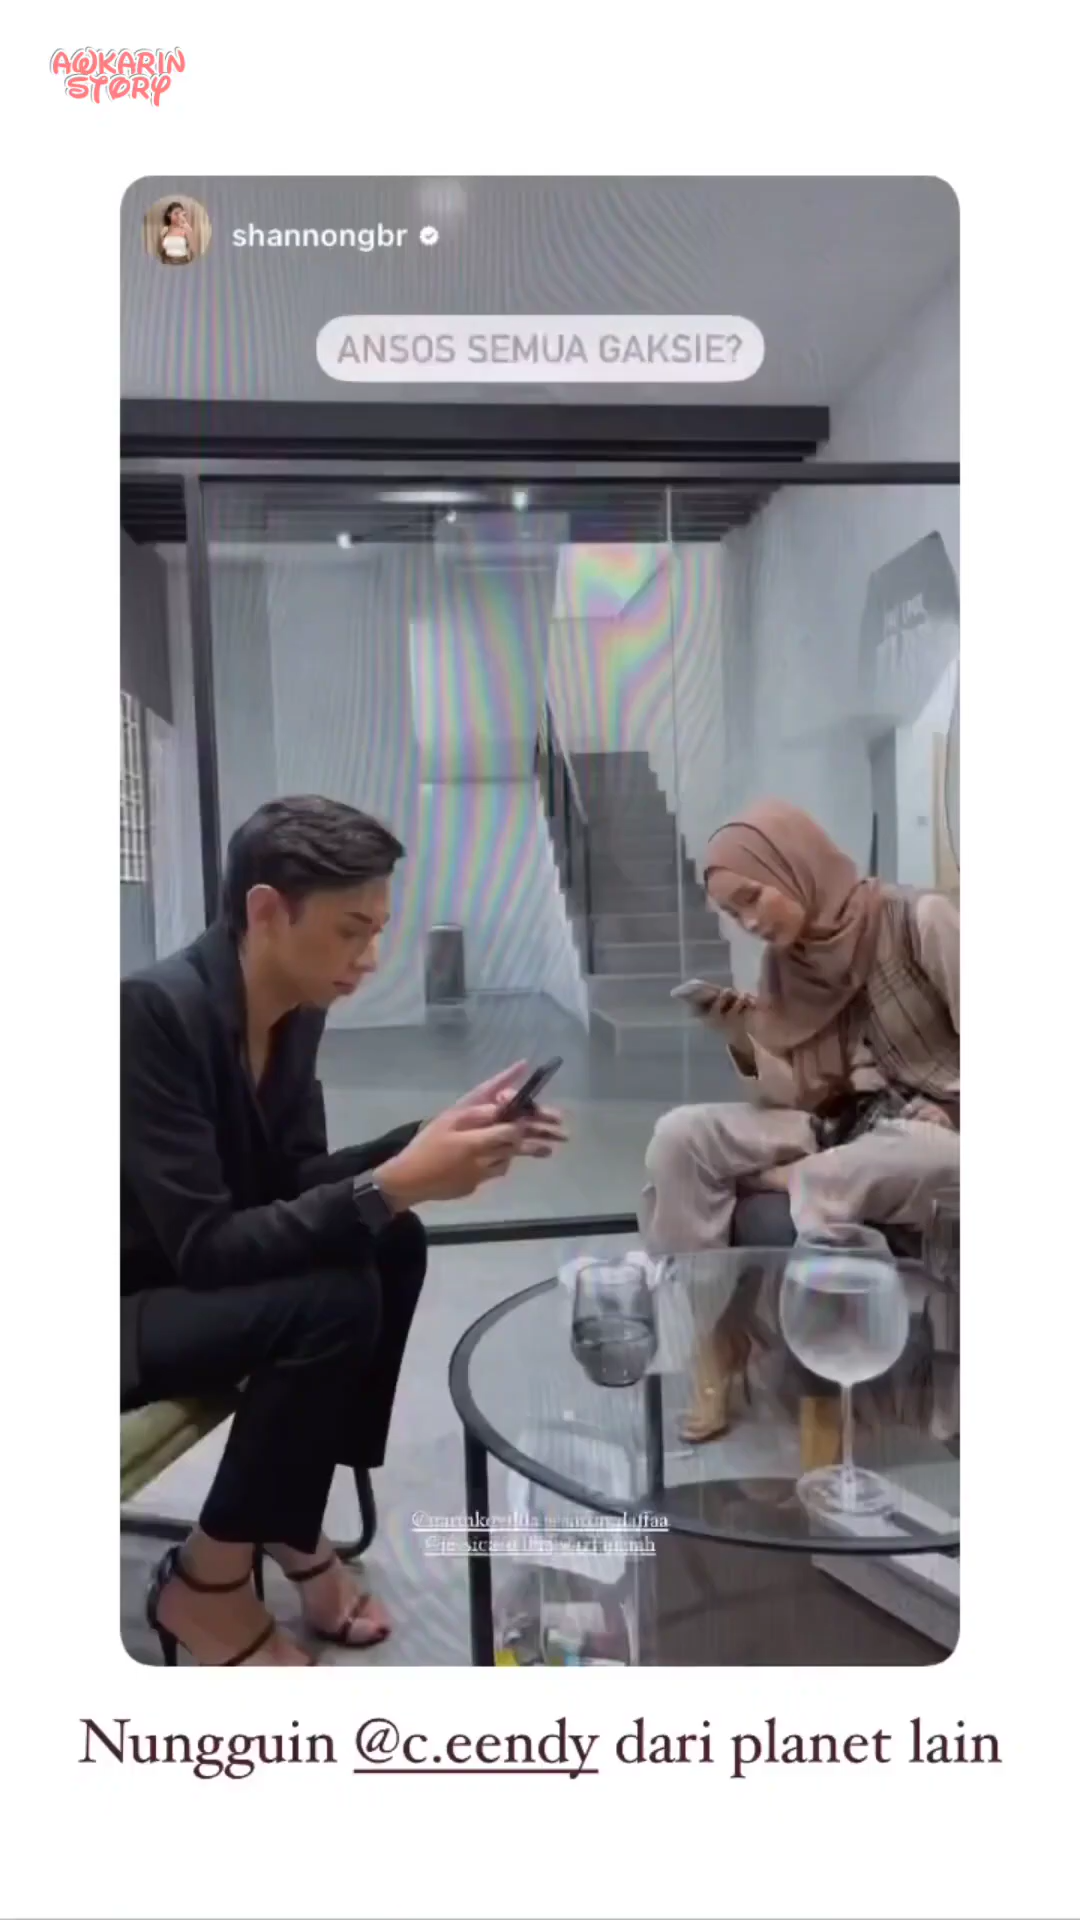 AWKARIN
STORY
shannongbr
ANSOS SEMUA GAKSIE?
Nungguin @c.eendy dari planet lain